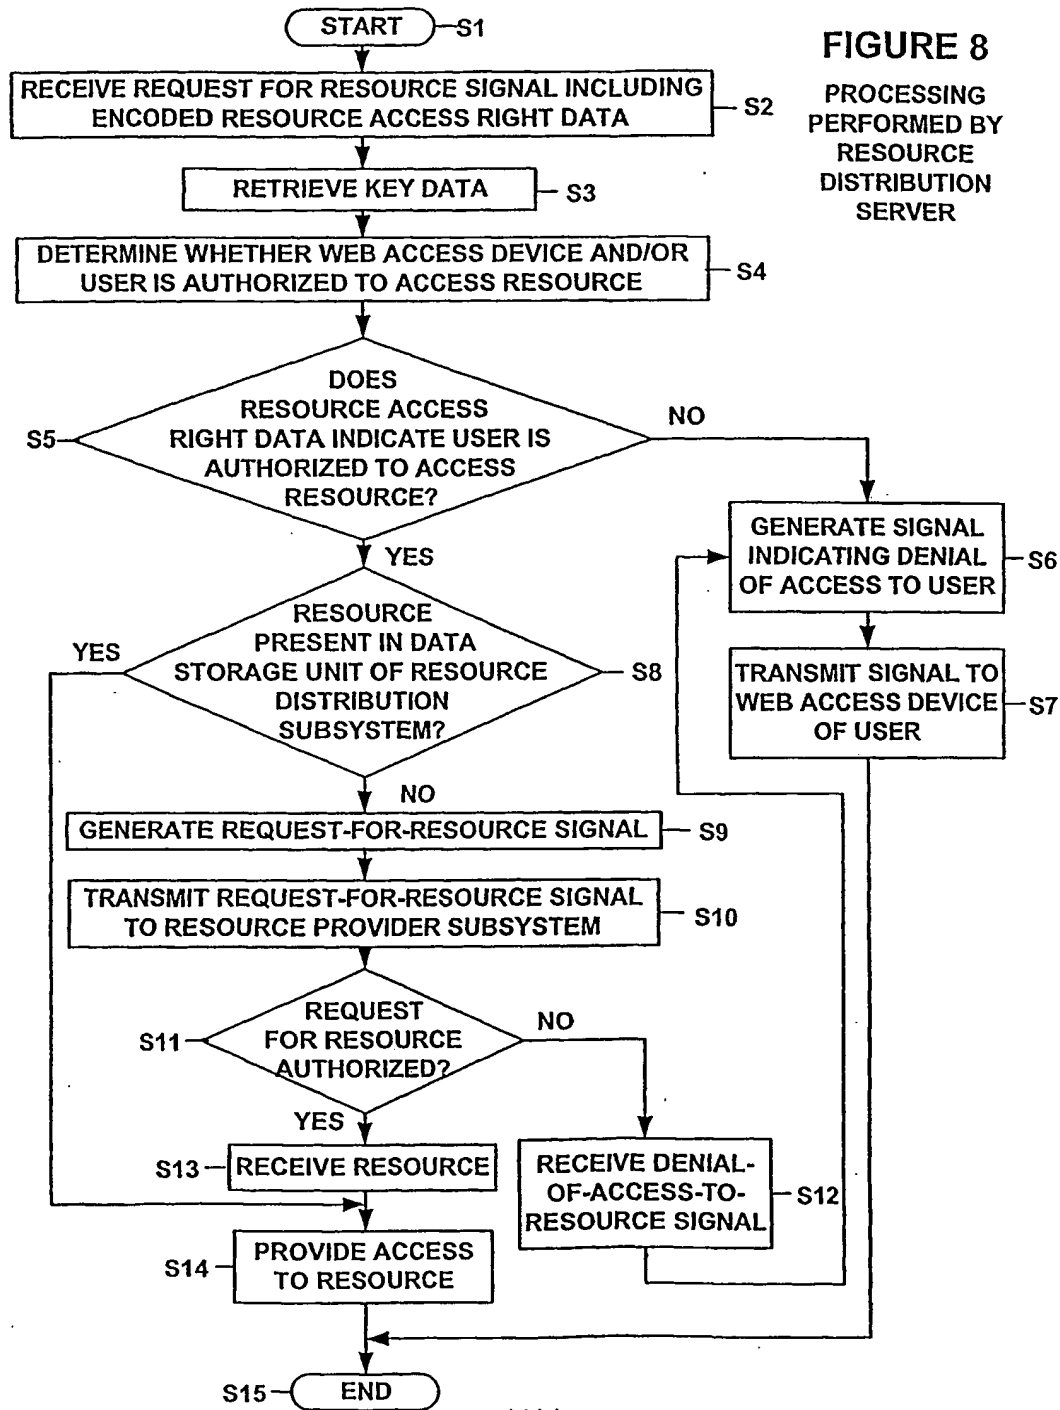 START
S1
FIGURE 8
PROCESSING
PERFORMED BY
RESOURCE
DISTRIBUTION
SERVER
RECEIVE REQUEST FOR RESOURCE SIGNAL INCLUDING
ENCODED RESOURCE ACCESS RIGHT DATA
S2
RETRIEVE KEY DATA
S3
DETERMINE WHETHER WEB ACCESS DEVICE AND/OR
USER IS AUTHORIZED TO ACCESS RESOURCE
S4
DOES
RESOURCE ACCESS
RIGHT DATA INDICATE USER IS
AUTHORIZED TO ACCESS
RESOURCE?
S5
NO
YES
GENERATE SIGNAL
INDICATING DENIAL
OF ACCESS TO USER
S6
TRANSMIT SIGNAL TO
WEB ACCESS DEVICE
OF USER
S7
RESOURCE
PRESENT IN DATA
STORAGE UNIT OF RESOURCE
DISTRIBUTION
SUBSYSTEM?
S8
YES
NO
GENERATE REQUEST-FOR-RESOURCE SIGNAL
S9
TRANSMIT REQUEST-FOR-RESOURCE SIGNAL
TO RESOURCE PROVIDER SUBSYSTEM
S10
REQUEST
FOR RESOURCE
AUTHORIZED?
S11
NO
YES
RECEIVE DENIAL-
OF-ACCESS-TO-
RESOURCE SIGNAL
S12
S13
RECEIVE RESOURCE
S14
PROVIDE ACCESS
TO RESOURCE
S15
END